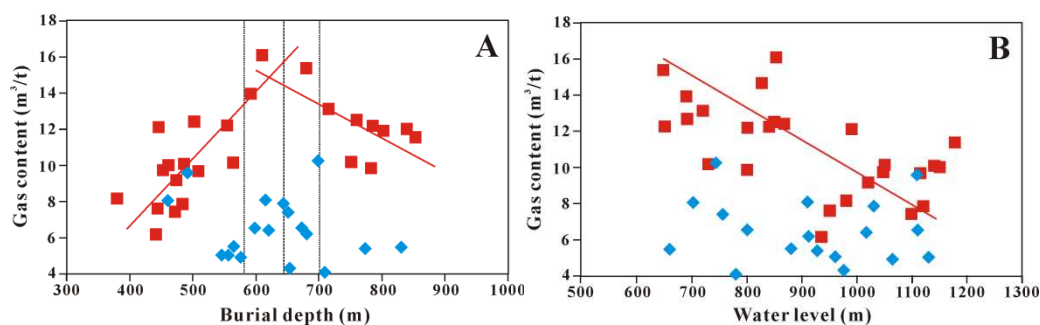 A
Gas content (m³/t)
18
16
14
12
10
8
6
4
300 400 500 600 700 800 900 1000
Burial depth (m)
B
Gas content (m³/t)
18
16
14
12
10
8
6
4
500 600 700 800 900 1000 1100 1200 1300
Water level (m)